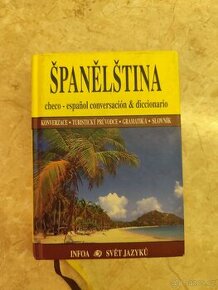 ŠPANĚLŠTINA
checo - español conversación & diccionario
KONVERZACE • TURISTICKÝ PRŮVODCE • GRAMATIKA • SLOVNÍK
INFOA SVĚT JAZYKŮ